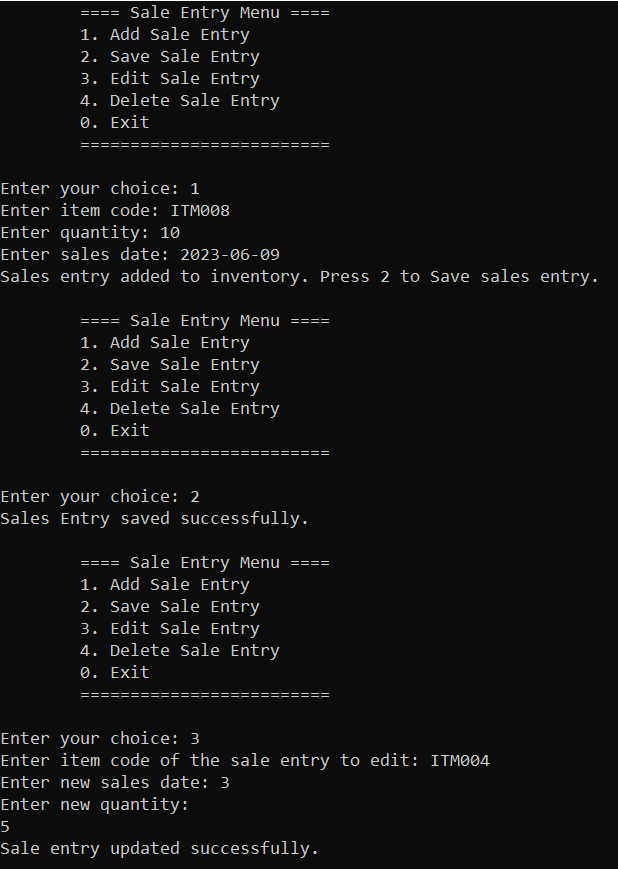 ==== Sale Entry Menu ====
1. Add Sale Entry
2. Save Sale Entry
3. Edit Sale Entry
4. Delete Sale Entry
0. Exit
=========================
Enter your choice: 1
Enter item code: ITM008
Enter quantity: 10
Enter sales date: 2023-06-09
Sales entry added to inventory. Press 2 to Save sales entry.
==== Sale Entry Menu ====
1. Add Sale Entry
2. Save Sale Entry
3. Edit Sale Entry
4. Delete Sale Entry
0. Exit
=========================
Enter your choice: 2
Sales Entry saved successfully.
==== Sale Entry Menu ====
1. Add Sale Entry
2. Save Sale Entry
3. Edit Sale Entry
4. Delete Sale Entry
0. Exit
=========================
Enter your choice: 3
Enter item code of the sale entry to edit: ITM004
Enter new sales date: 3
Enter new quantity:
5
Sale entry updated successfully.